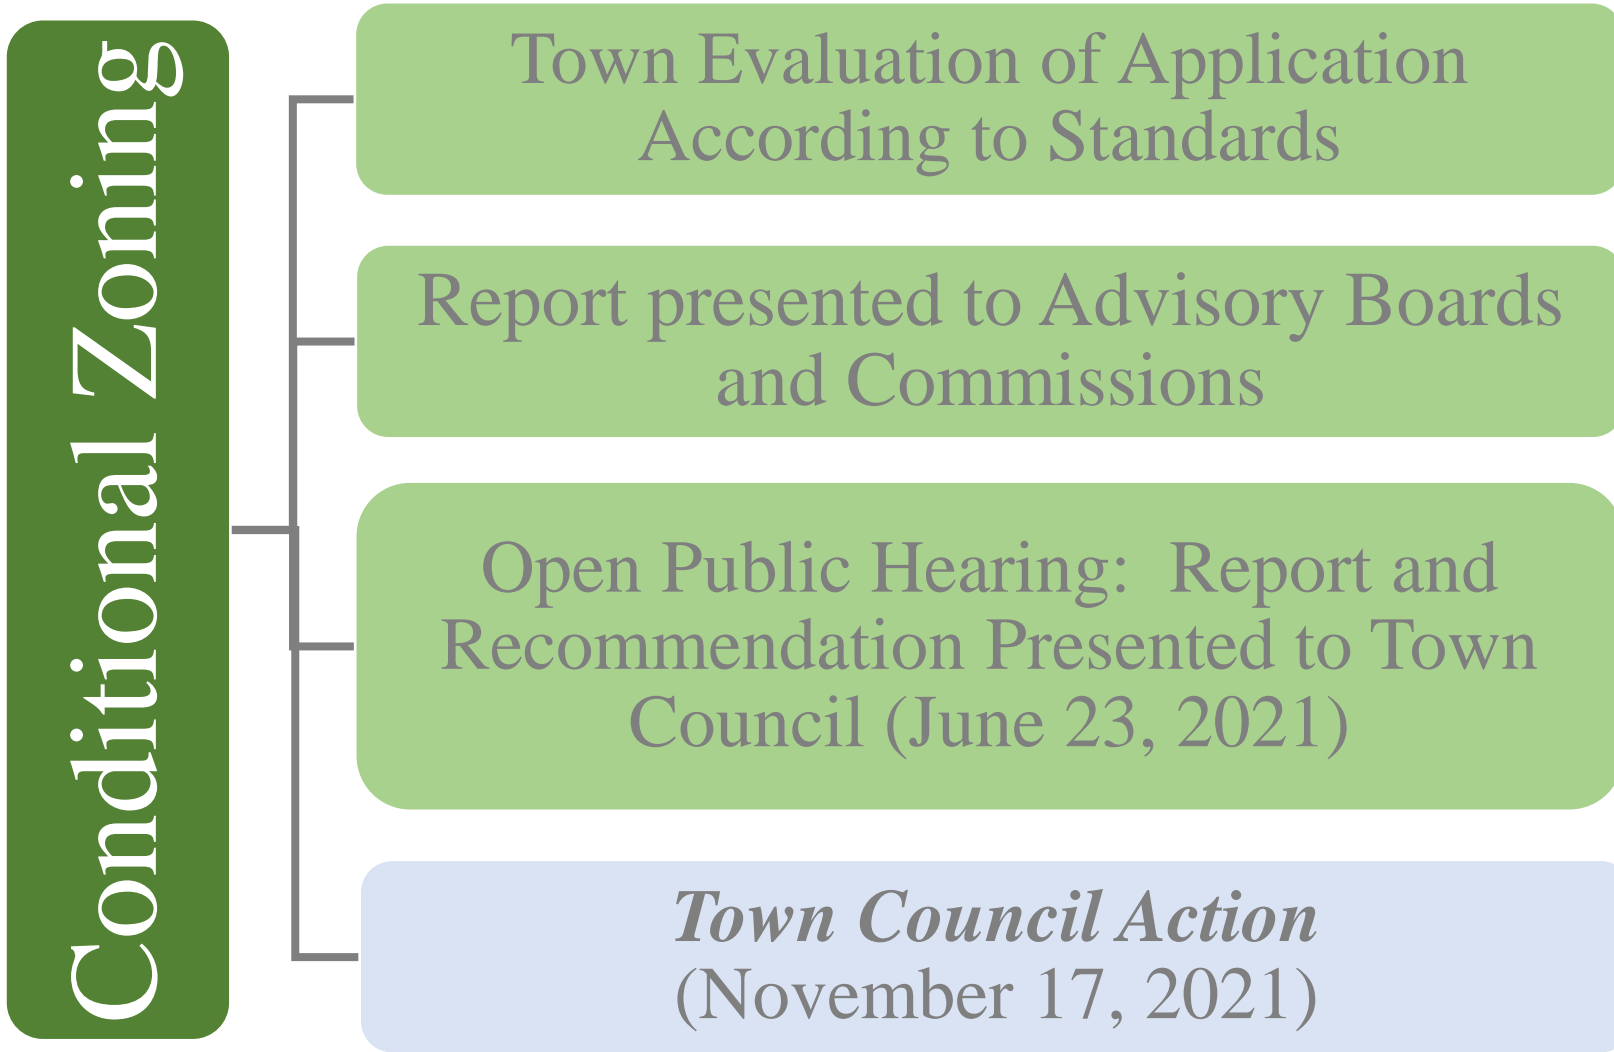 Conditional Zoning
Town Evaluation of Application
According to Standards
Report presented to Advisory Boards
and Commissions
Open Public Hearing:  Report and
Recommendation Presented to Town
Council (June 23, 2021)
Town Council Action
(November 17, 2021)